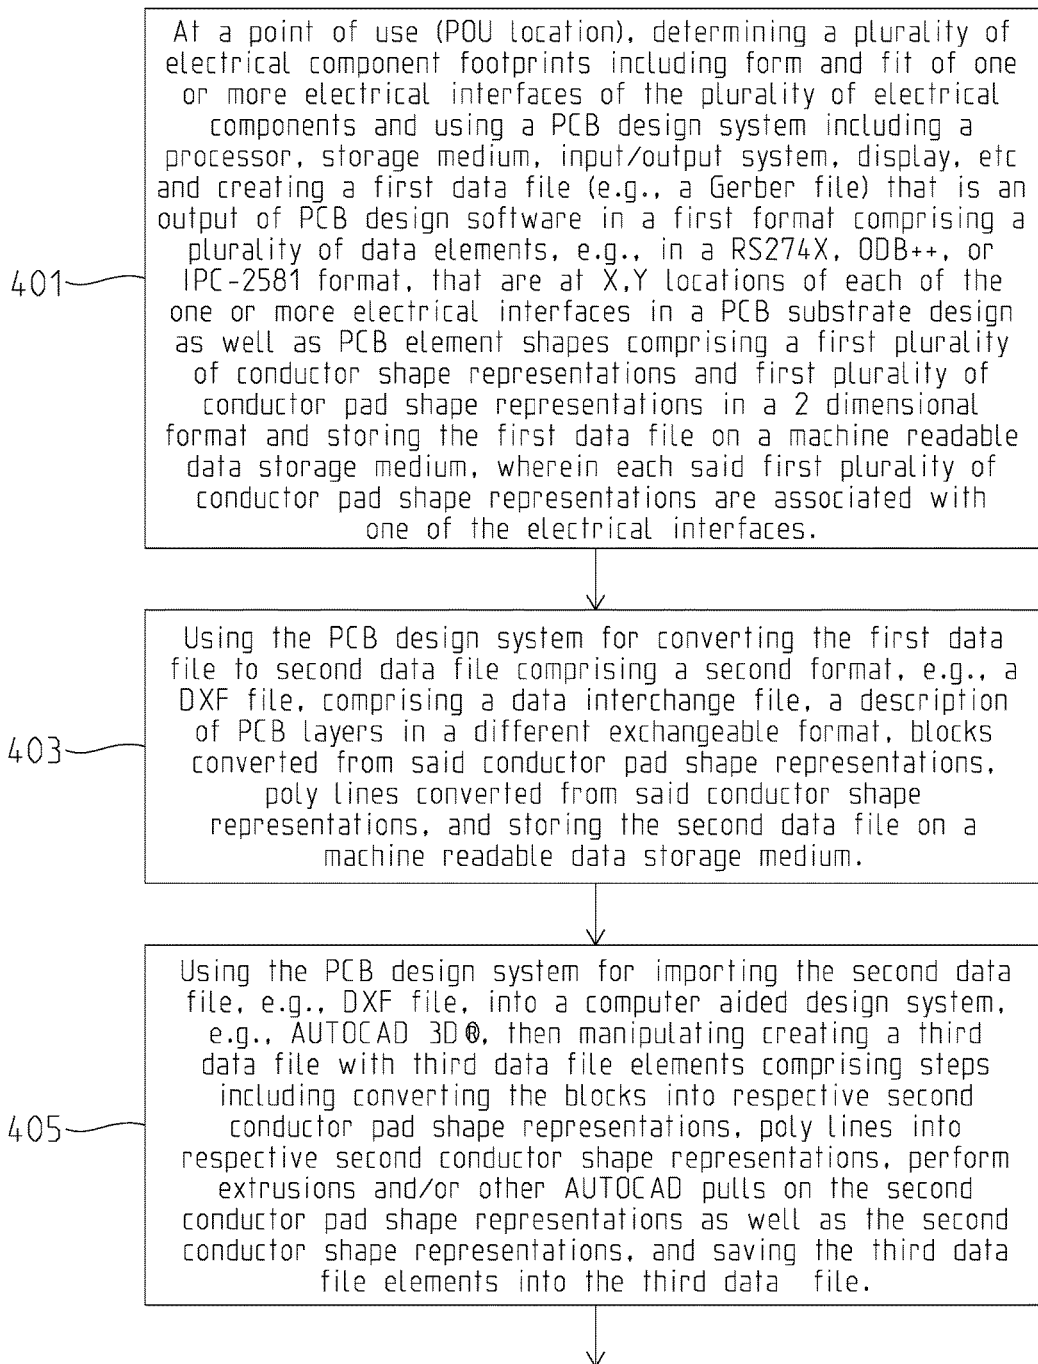 At a point of use (POU location), determining a plurality of
electrical component footprints including form and fit of one
or more electrical interfaces of the plurality of electrical
components and using a PCB design system including a
processor, storage medium, input/output system, display, etc
and creating a first data file (e.g., a Gerber file) that is an
output of PCB design software in a first format comprising a
plurality of data elements, e.g., in a RS274X, ODB++, or
IPC-2581 format, that are at X,Y locations of each of the
one or more electrical interfaces in a PCB substrate design
as well as PCB element shapes comprising a first plurality
of conductor shape representations and first plurality of
conductor pad shape representations in a 2 dimensional
format and storing the first data file on a machine readable
data storage medium, wherein each said first plurality of
conductor pad shape representations are associated with
one of the electrical interfaces.
401
Using the PCB design system for converting the first data
file to second data file comprising a second format, e.g., a
DXF file, comprising a data interchange file, a description
of PCB layers in a different exchangeable format, blocks
converted from said conductor pad shape representations,
poly lines converted from said conductor shape
representations, and storing the second data file on a
machine readable data storage medium.
403
Using the PCB design system for importing the second data
file, e.g., DXF file, into a computer aided design system,
e.g., AUTOCAD 3D®, then manipulating creating a third
data file with third data file elements comprising steps
including converting the blocks into respective second
conductor pad shape representations, poly lines into
respective second conductor shape representations, perform
extrusions and/or other AUTOCAD pulls on the second
conductor pad shape representations as well as the second
conductor shape representations, and saving the third data
file elements into the third data file.
405